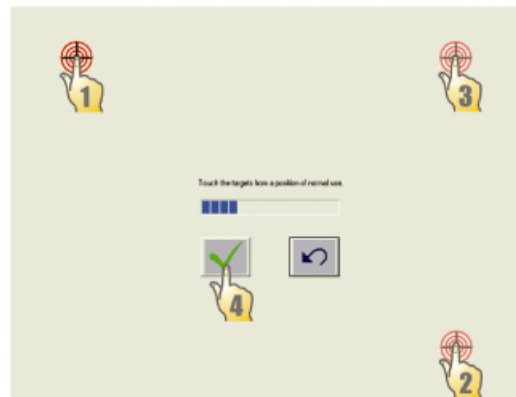 1
3
Touch the targets from a position of normal use.
4
2